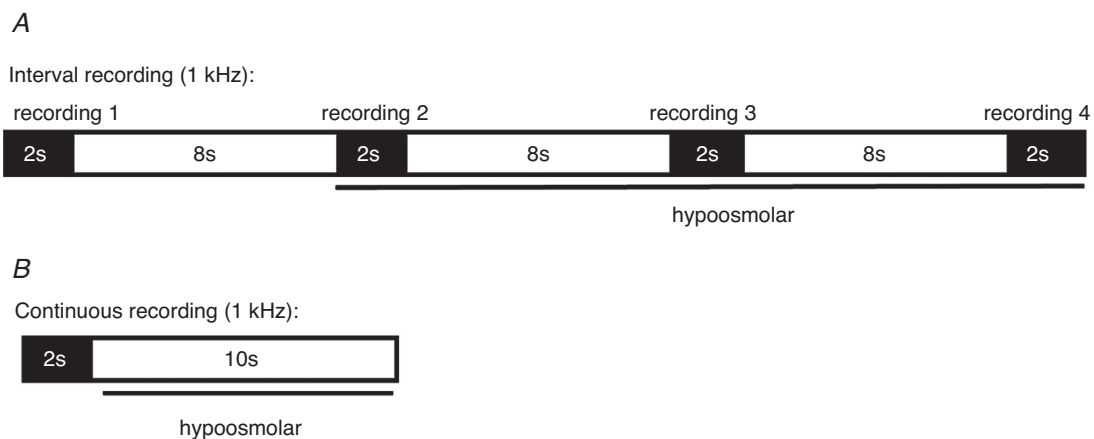 A
Interval recording (1 kHz):
recording 1 recording 2 recording 3 recording 4
2s 8s 2s 8s 2s 8s 2s
hypoosmolar
B
Continuous recording (1 kHz):
2s 10s
hypoosmolar